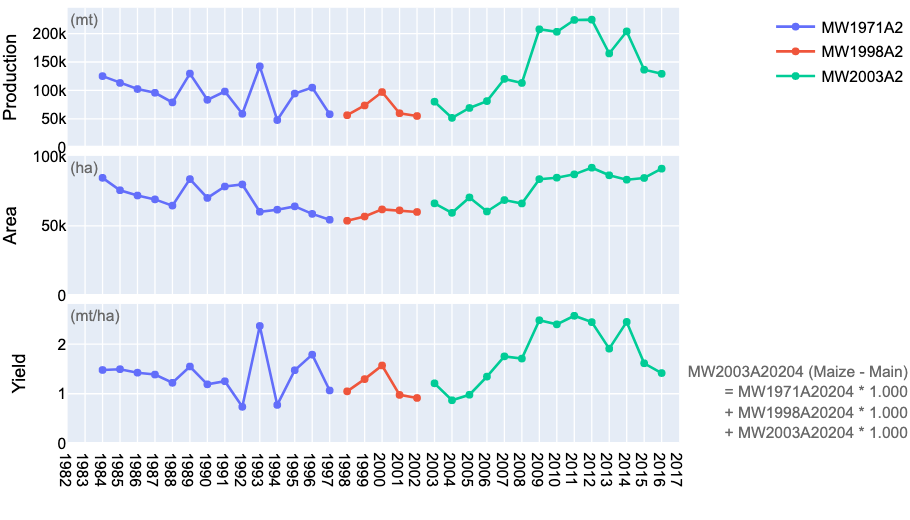 (mt)
Production
200k
150k
100k
50k
0
MW1971A2
MW1998A2
MW2003A2
(ha)
Area
100k
50k
0
(mt/ha)
Yield
2
1
0
MW2003A20204 (Maize - Main)
= MW1971A20204 * 1.000
+ MW1998A20204 * 1.000
+ MW2003A20204 * 1.000
1982
1983
1984
1985
1986
1987
1988
1989
1990
1991
1992
1993
1994
1995
1996
1997
1998
1999
2000
2001
2002
2003
2004
2005
2006
2007
2008
2009
2010
2011
2012
2013
2014
2015
2016
2017